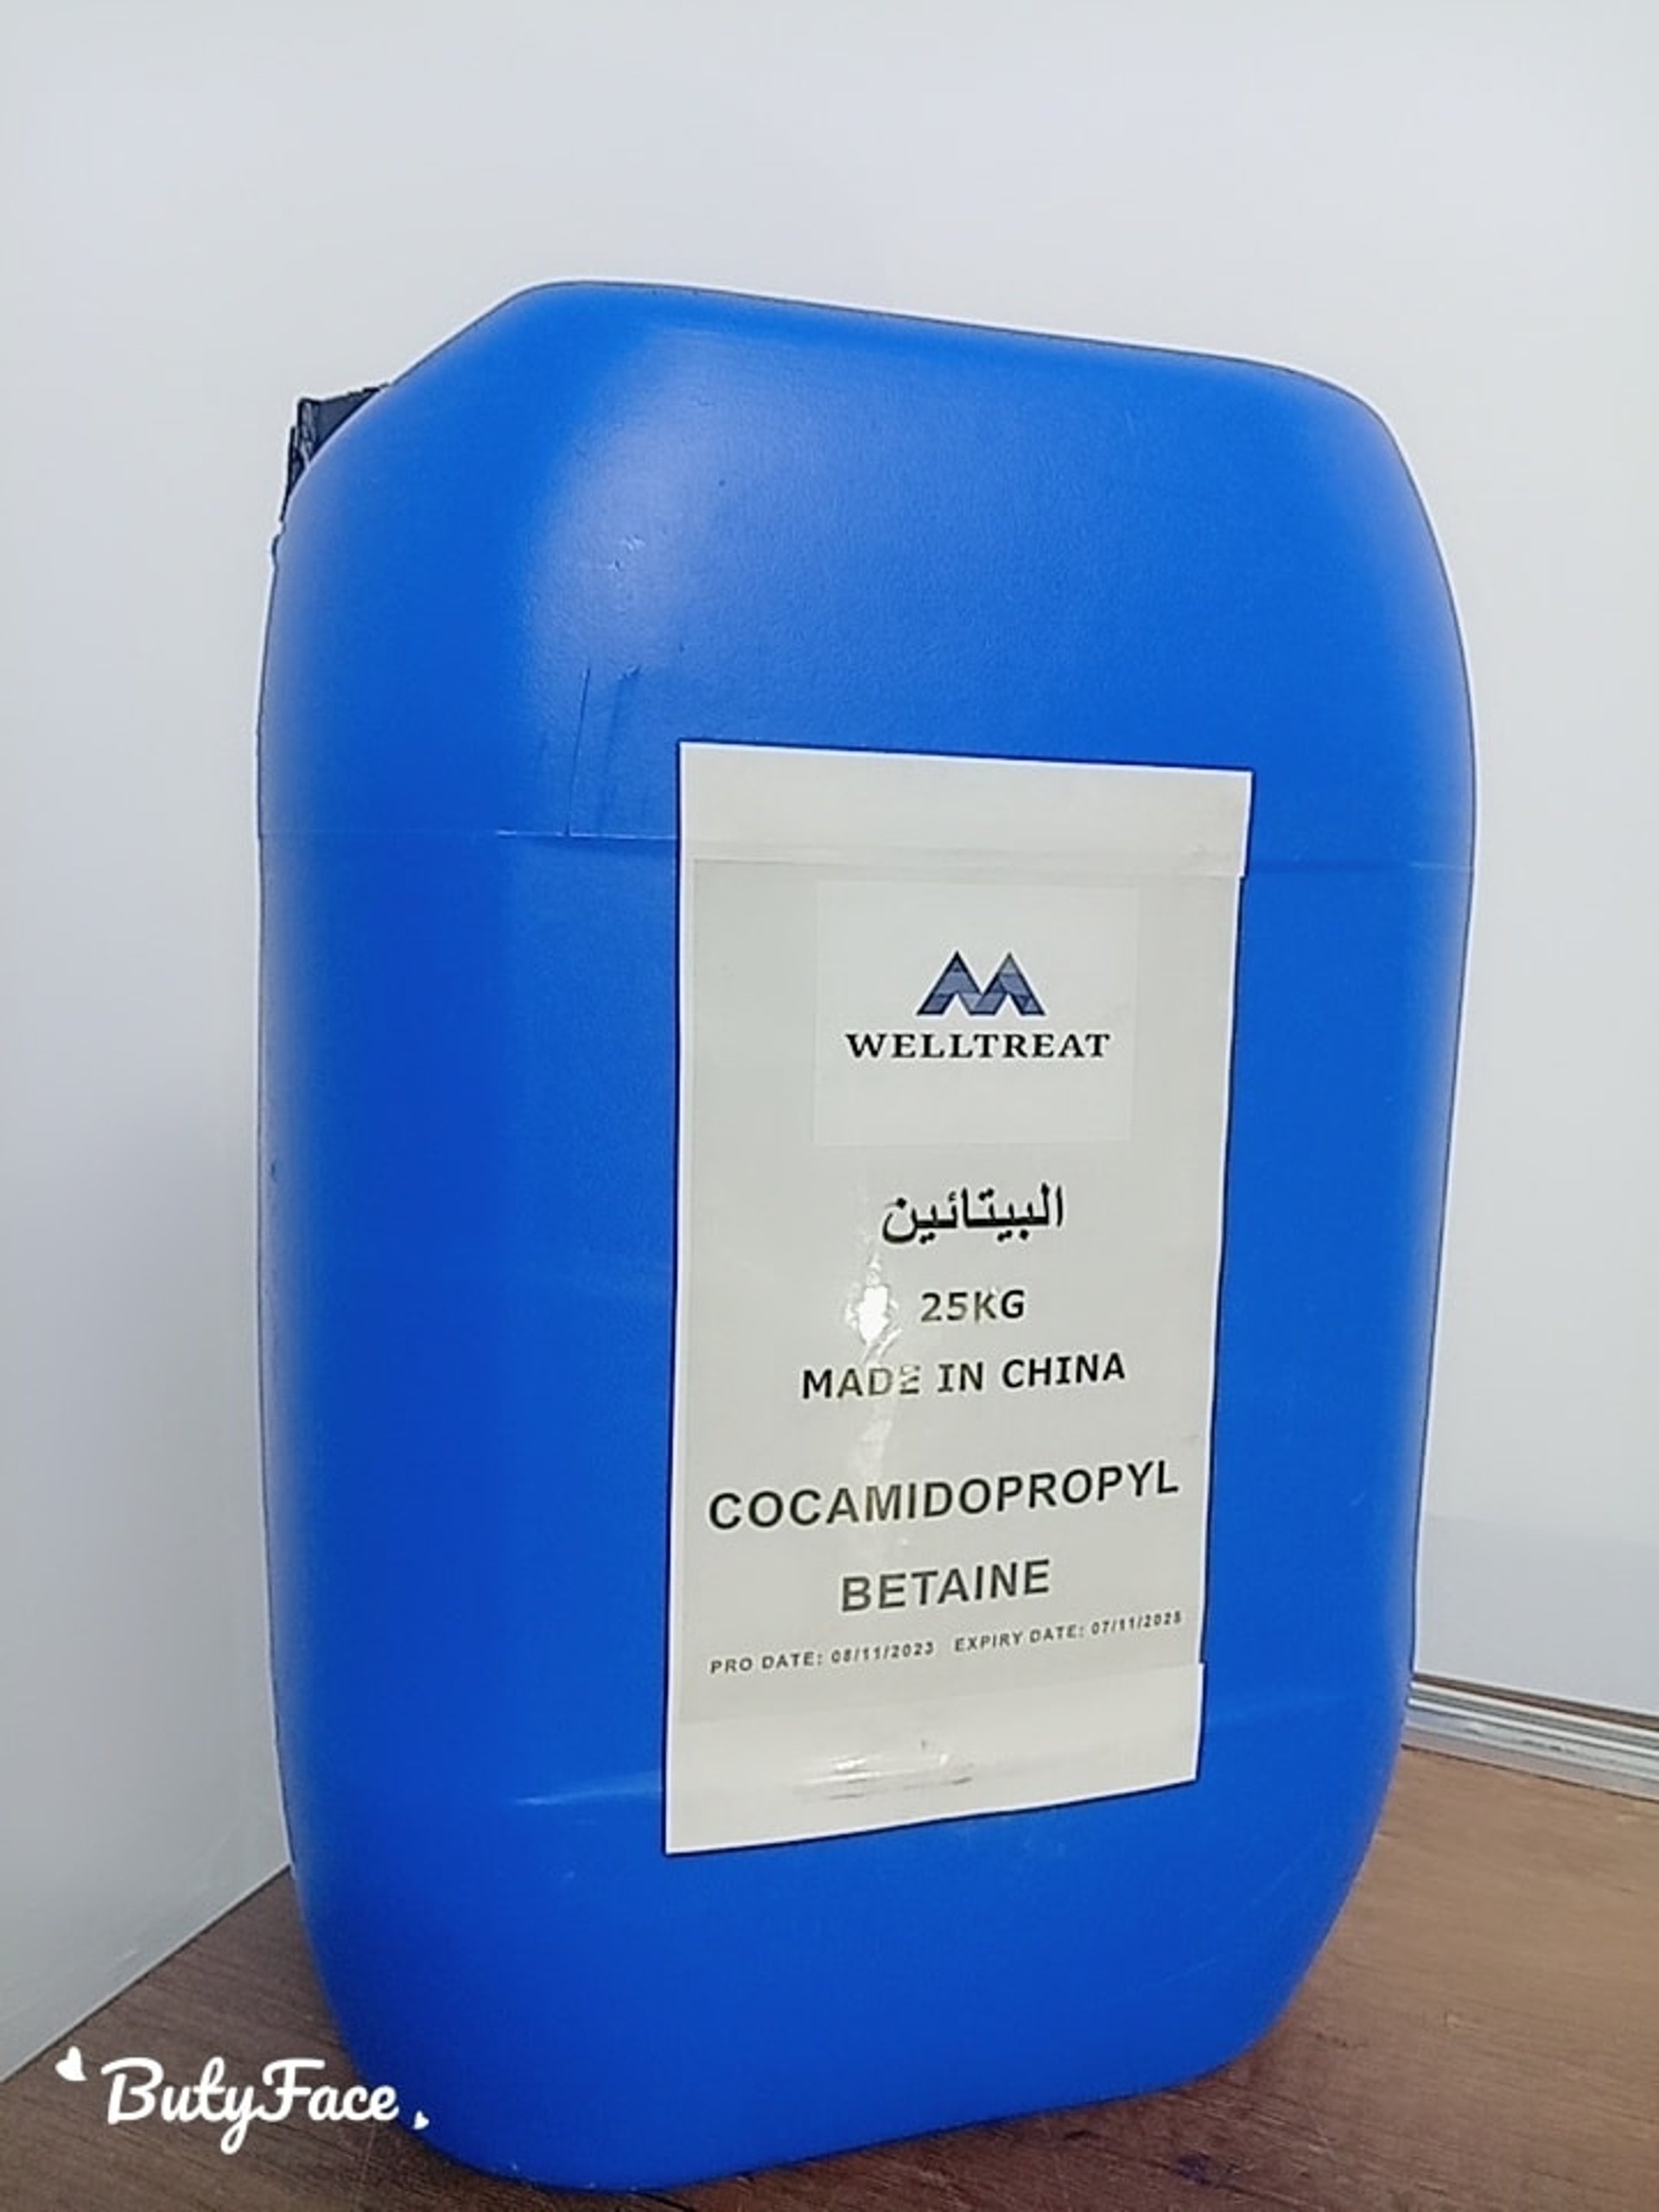 WELLTREAT
البيتائين
25KG
MADE IN CHINA
COCAMIDOPROPYL
BETAINE
PRO DATE: 08/11/2023 EXPIRY DATE: 07/11/2025
ButyFace